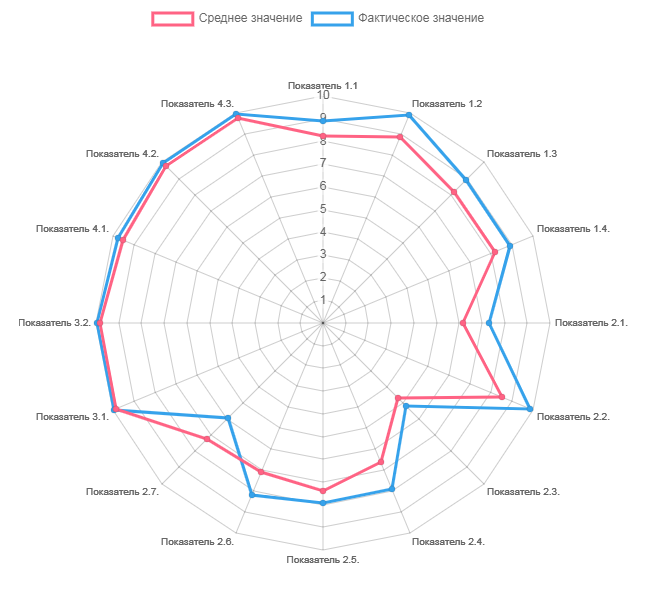 Среднее значение Фактическое значение
Показатель 1.1
10
Показатель 4.3. Показатель 1.2
9
8
Показатель 4.2. Показатель 1.3
7
6
5
Показатель 4.1. Показатель 1.4.
4
3
2
1
Показатель 3.2. Показатель 2.1.
Показатель 3.1. Показатель 2.2.
Показатель 2.7. Показатель 2.3.
Показатель 2.6. Показатель 2.4.
Показатель 2.5.